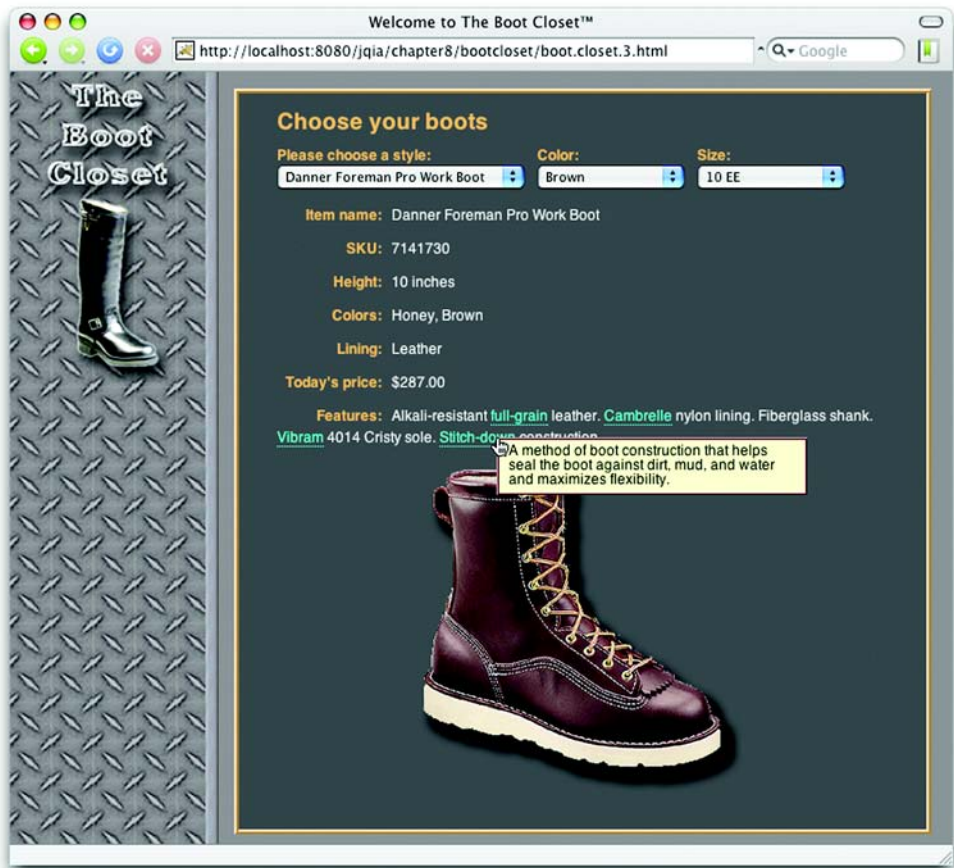 Welcome to The Boot Closet™
http://localhost:8080/jqia/chapter8/bootcloset/boot.closet.3.html
Google
The
Boot
Closet
Choose your boots
Please choose a style: Color: Size:
Danner Foreman Pro Work Boot Brown 10 EE
Item name: Danner Foreman Pro Work Boot
SKU: 7141730
Height: 10 inches
Colors: Honey, Brown
Lining: Leather
Today's price: $287.00
Features: Alkali-resistant full-grain leather. Cambrelle nylon lining. Fiberglass shank.
Vibram 4014 Cristy sole. Stitch-down construction
A method of boot construction that helps
seal the boot against dirt, mud, and water
and maximizes flexibility.